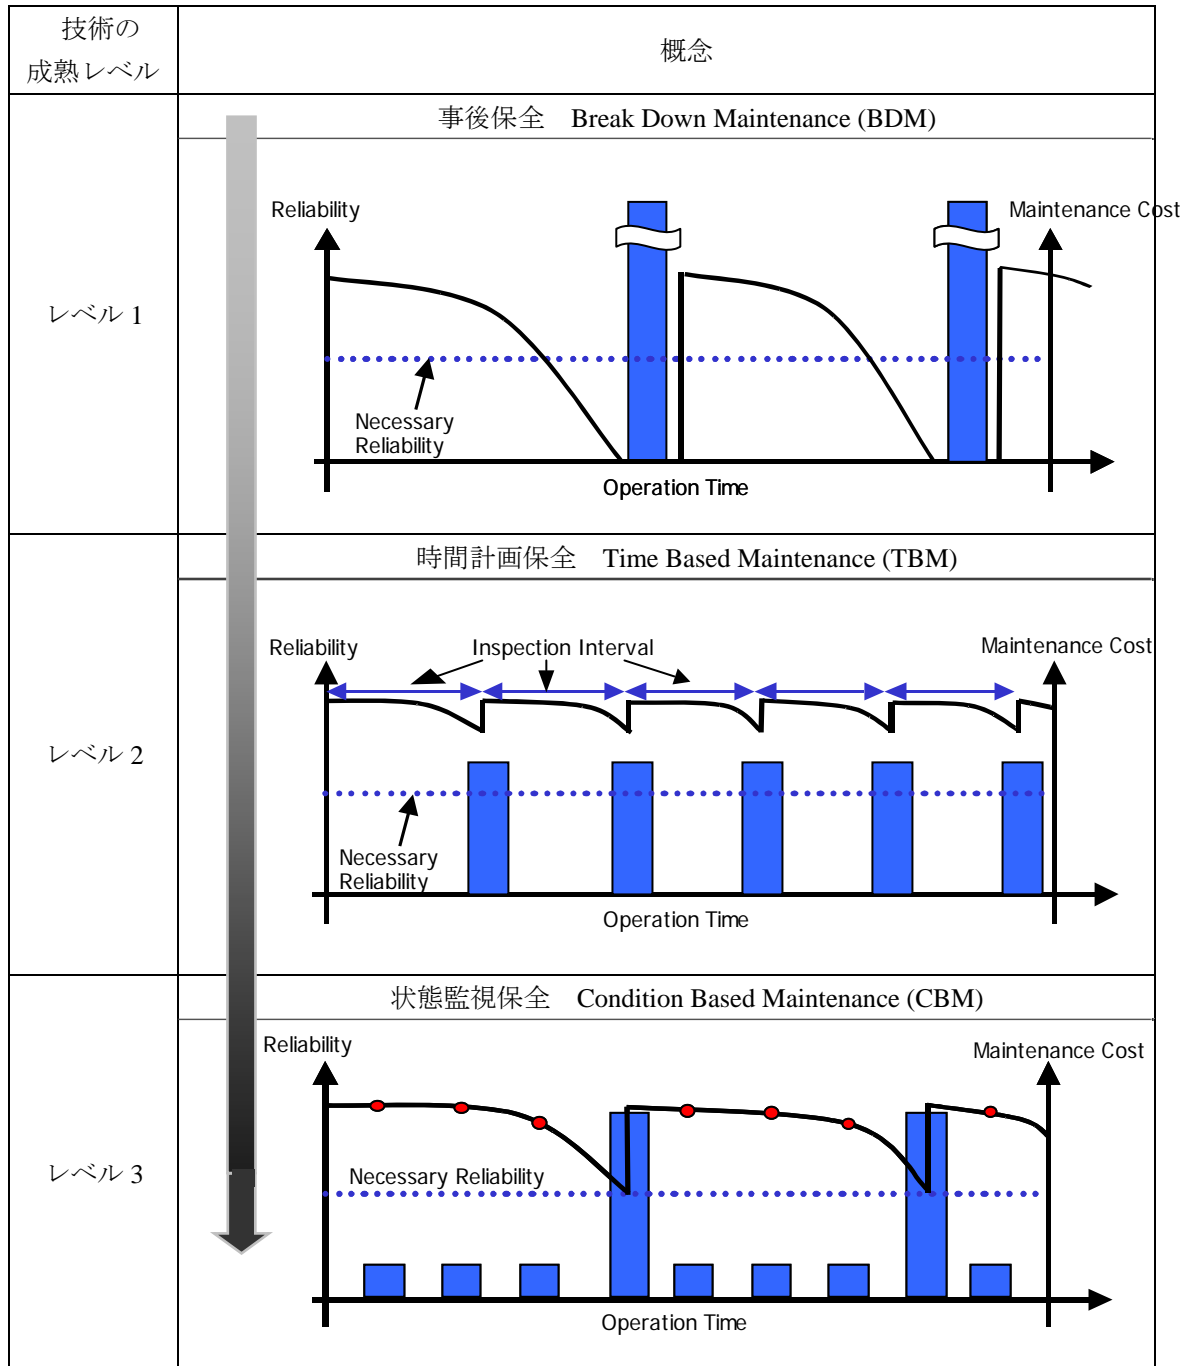 技術の
成熟レベル
概念
事後保全 Break Down Maintenance (BDM)
レベル 1
Reliability
Maintenance Cost
Necessary
Reliability
Operation Time
時間計画保全 Time Based Maintenance (TBM)
レベル 2
Reliability
Inspection Interval
Maintenance Cost
Necessary
Reliability
Operation Time
状態監視保全 Condition Based Maintenance (CBM)
レベル 3
Reliability
Maintenance Cost
Necessary Reliability
Operation Time